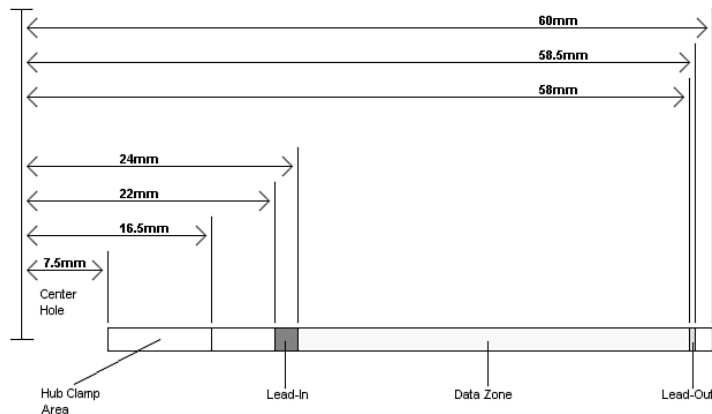 60mm
58.5mm
58mm
24mm
22mm
16.5mm
7.5mm
Center
Hole
Hub Clamp
Area
Lead-In
Data Zone
Lead-Out